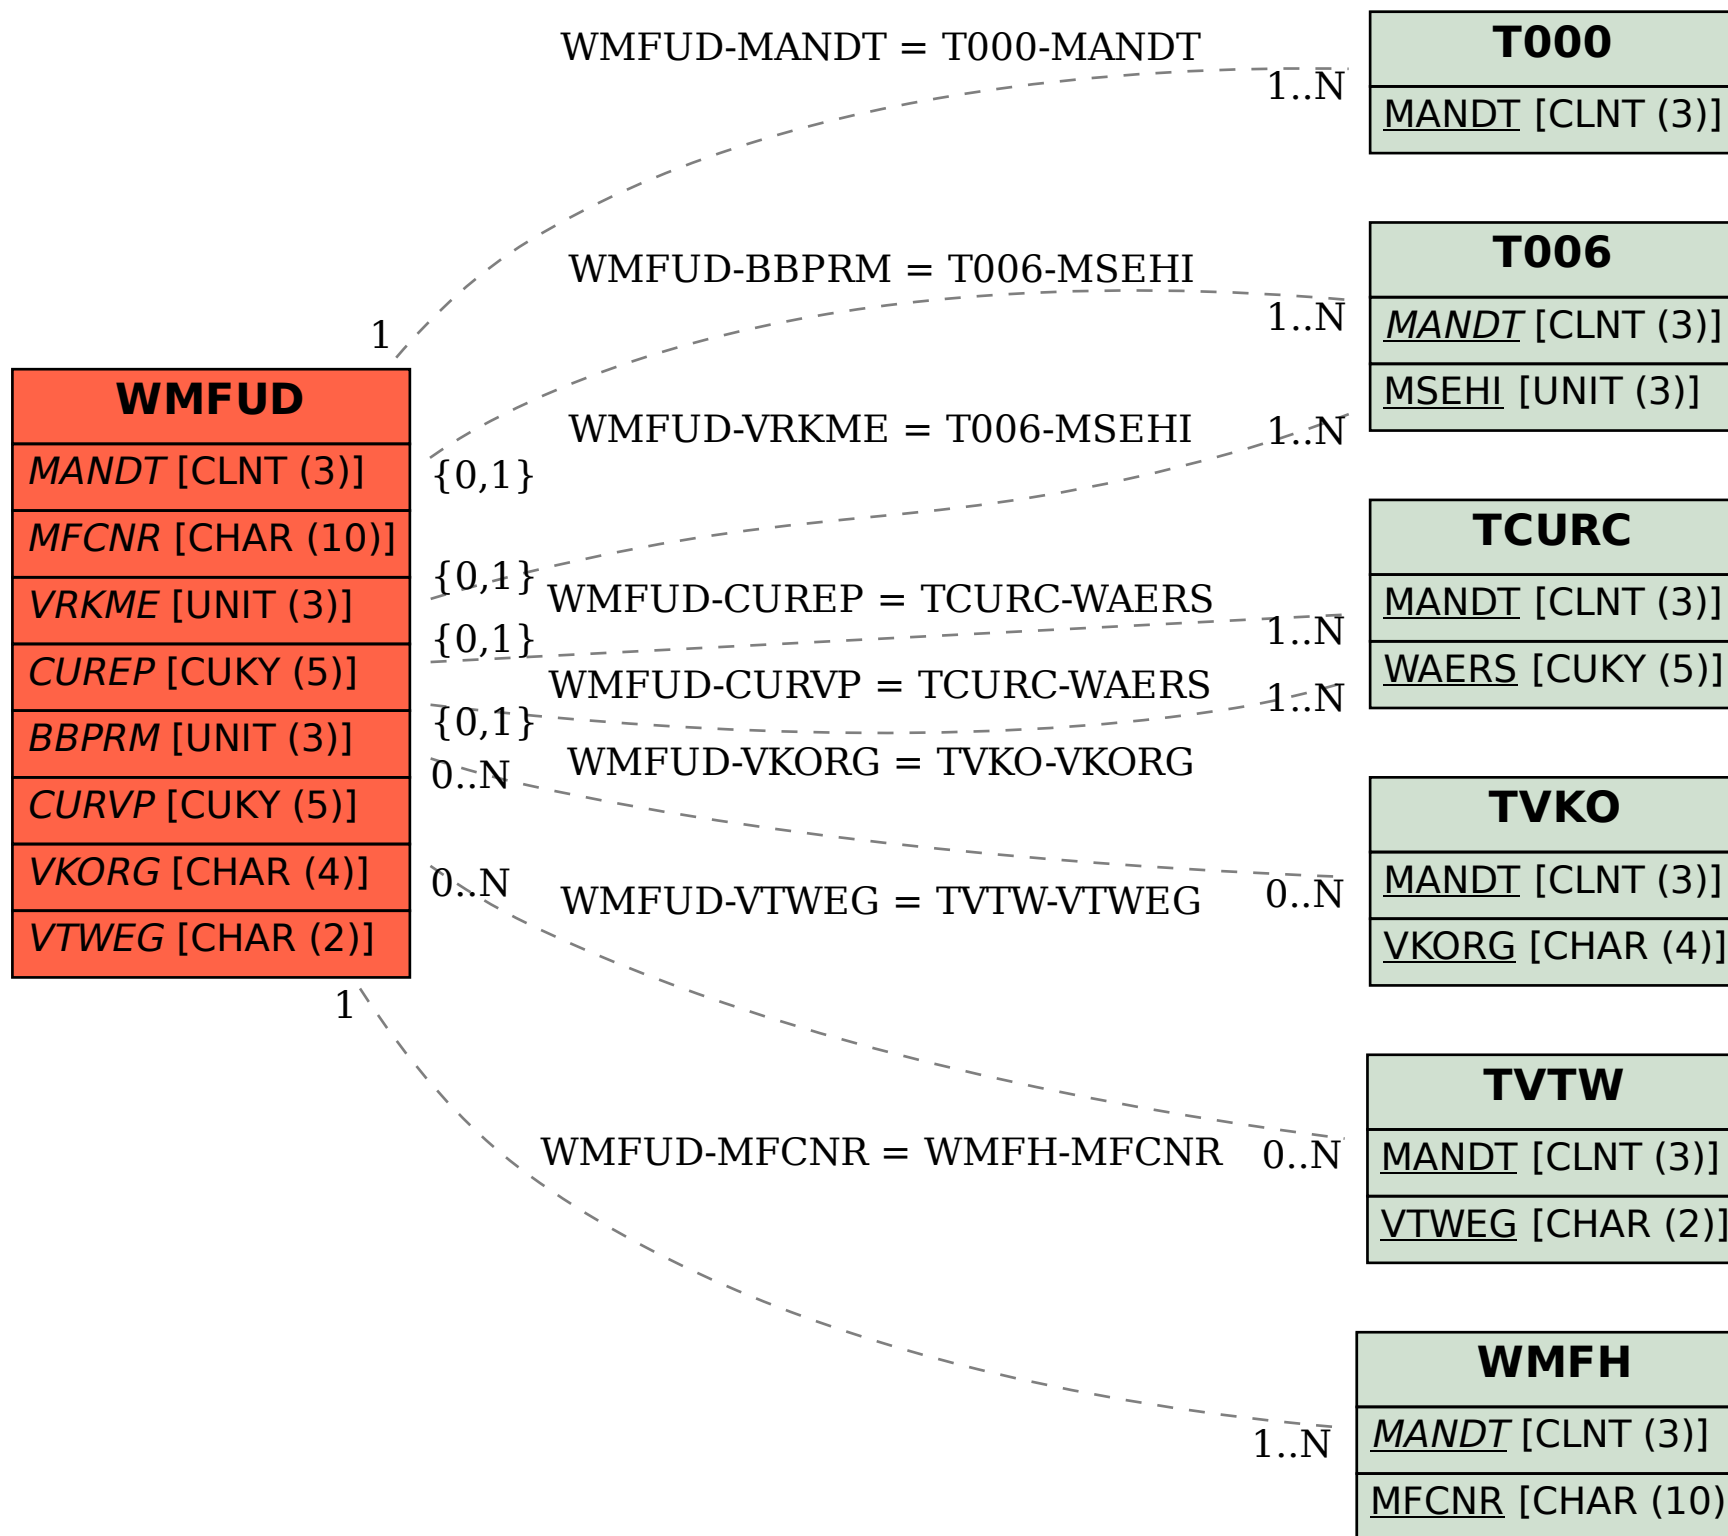 WMFUD-MANDT = T000-MANDT
1..N
1
T000
MANDT [CLNT (3)]
WMFUD-BBPRM = T006-MSEHI
1..N
{0,1}
T006
MANDT [CLNT (3)]
MSEHI [UNIT (3)]
WMFUD-VRKME = T006-MSEHI
1..N
{0,1}
WMFUD
MANDT [CLNT (3)]
MFCNR [CHAR (10)]
VRKME [UNIT (3)]
CUREP [CUKY (5)]
BBPRM [UNIT (3)]
CURVP [CUKY (5)]
VKORG [CHAR (4)]
VTWEG [CHAR (2)]
WMFUD-CUREP = TCURC-WAERS
{0,1}
1..N
TCURC
MANDT [CLNT (3)]
WAERS [CUKY (5)]
WMFUD-CURVP = TCURC-WAERS
{0,1}
1..N
WMFUD-VKORG = TVKO-VKORG
0..N
0..N
TVKO
MANDT [CLNT (3)]
VKORG [CHAR (4)]
WMFUD-VTWEG = TVTW-VTWEG
0..N
0..N
TVTW
MANDT [CLNT (3)]
VTWEG [CHAR (2)]
1
WMFUD-MFCNR = WMFH-MFCNR
1..N
WMFH
MANDT [CLNT (3)]
MFCNR [CHAR (10)